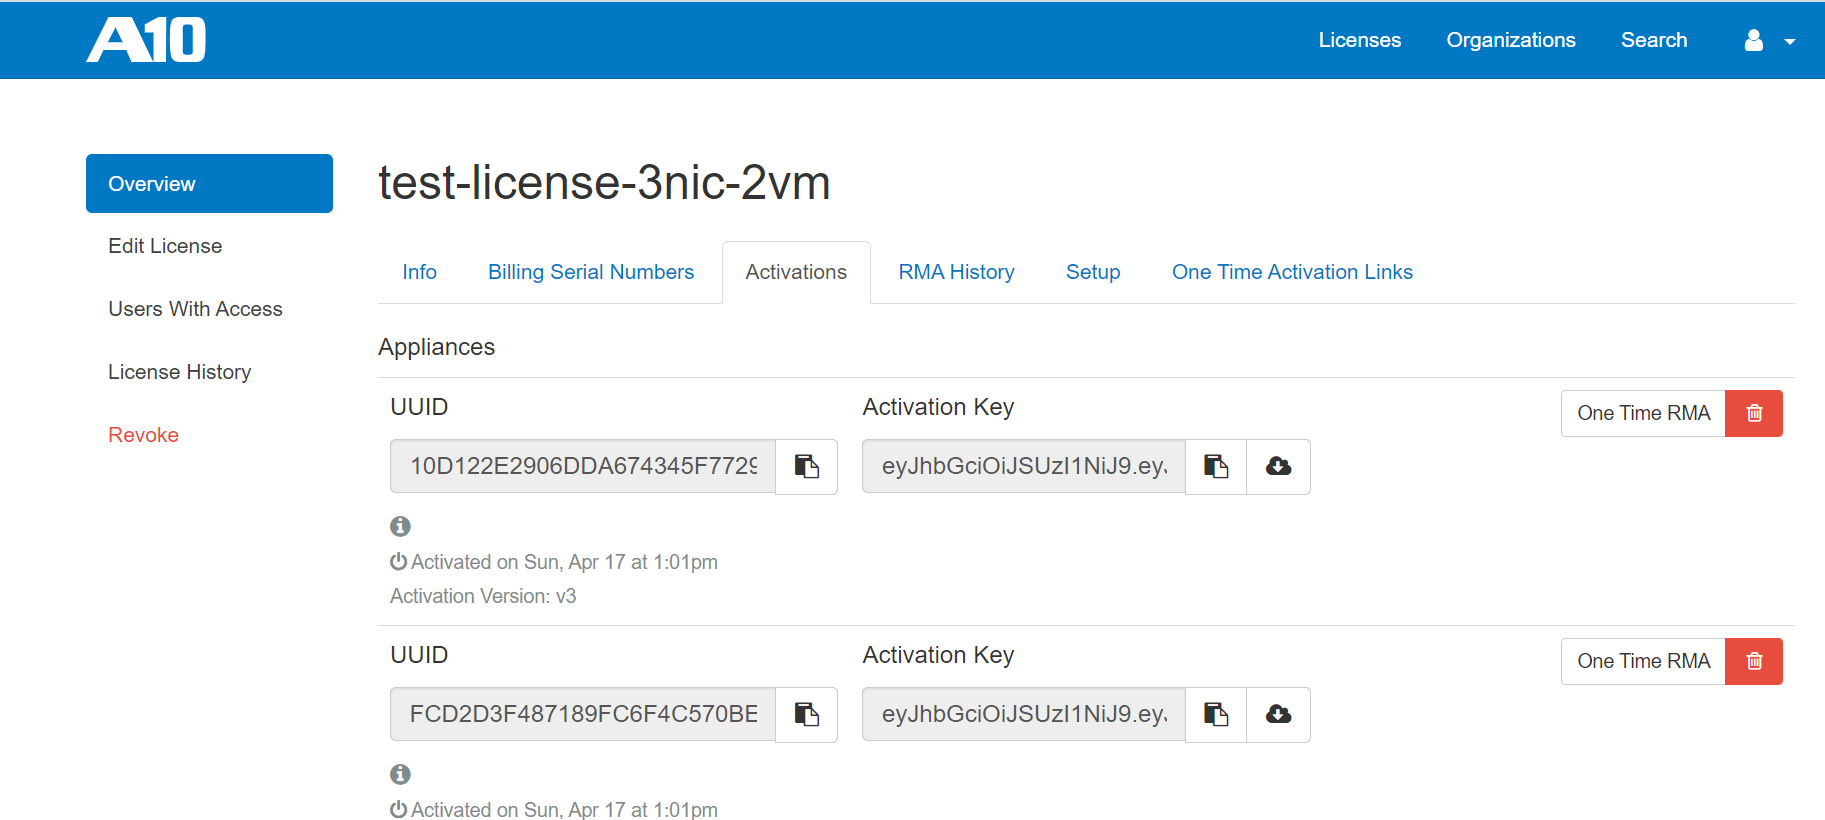 A10
Licenses
Organizations
Search
Overview
Edit License
Users With Access
License History
Revoke
test-license-3nic-2vm
Info
Billing Serial Numbers
Activations
RMA History
Setup
One Time Activation Links
Appliances
UUID
Activation Key
One Time RMA
10D122E2906DDA674345F7729
eyJhbGciOiJSUzI1NiJ9.eyJ
Activated on Sun, Apr 17 at 1:01pm
Activation Version: v3
UUID
Activation Key
One Time RMA
FCD2D3F487189FC6F4C570BE
eyJhbGciOiJSUzI1NiJ9.eyJ
Activated on Sun, Apr 17 at 1:01pm